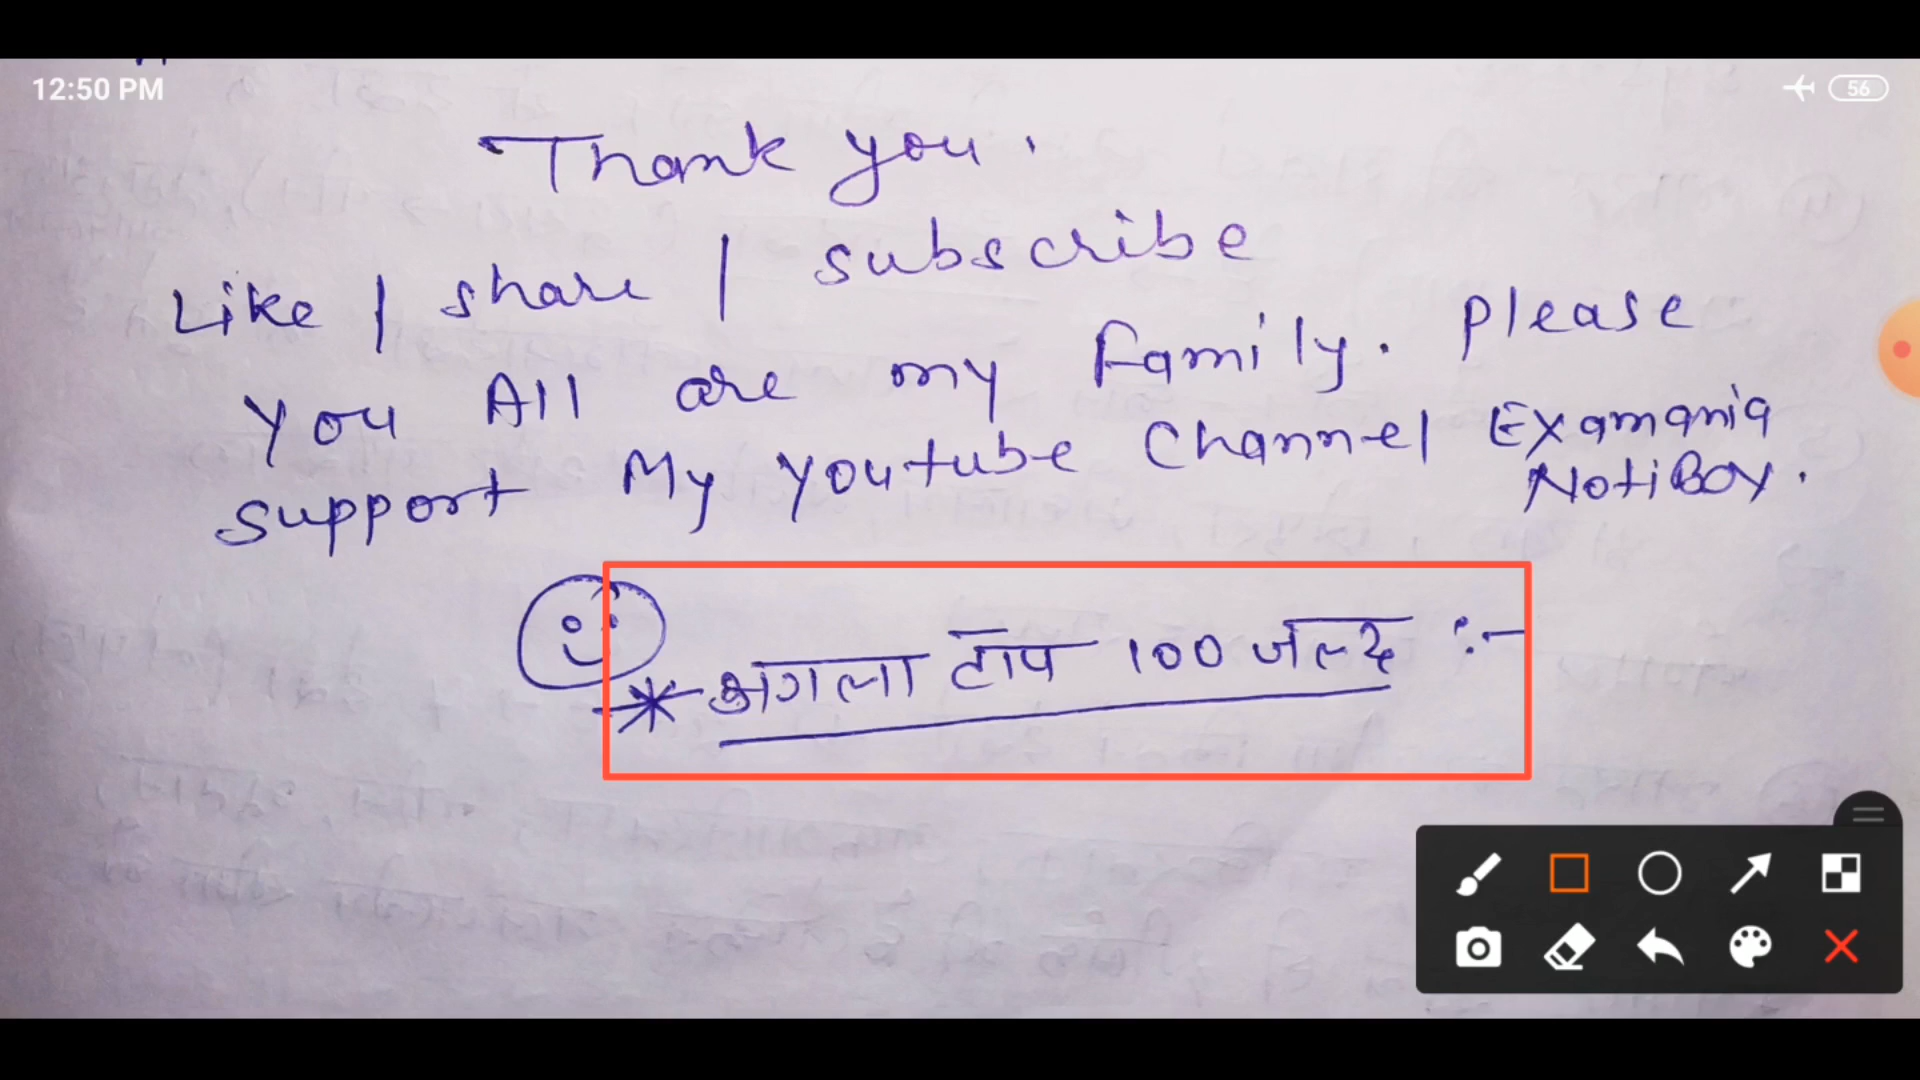 12:50 PM
56
Thank you.
Like | share | subscribe
You All are my Family. Please
support My Youtube Channel Examania
NotiBoy.
* अगला टाप 100 जल्द :-